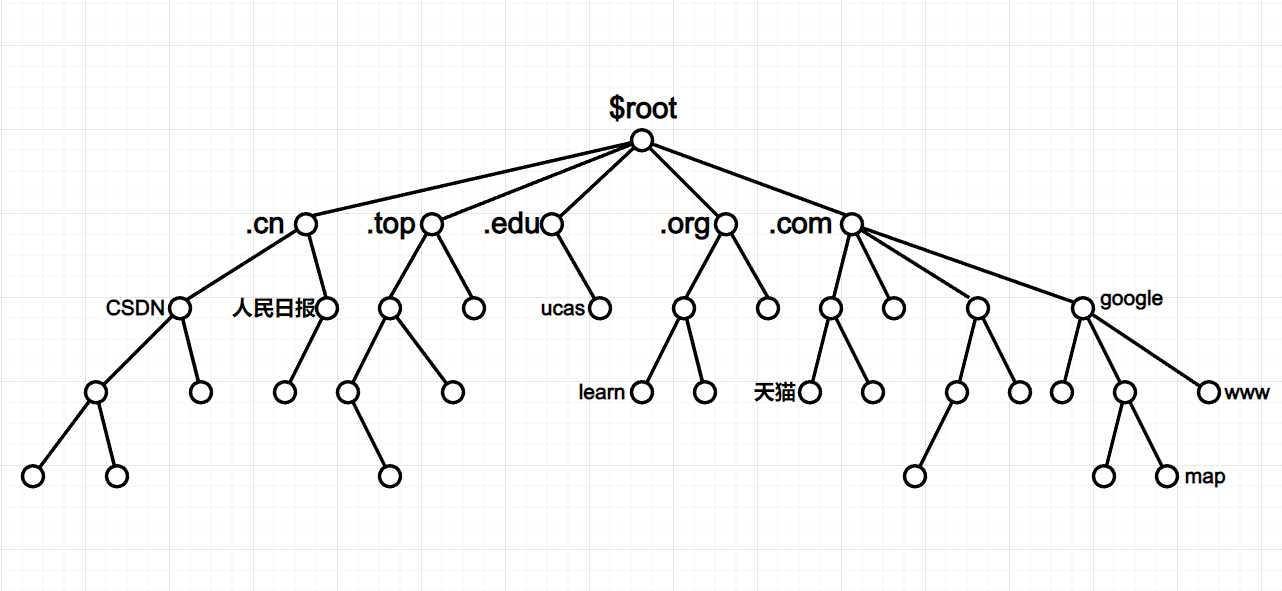 $root
.cn
.top
.edu
.org
.com
CSDN
人民日报
ucas
google
learn
天猫
www
map